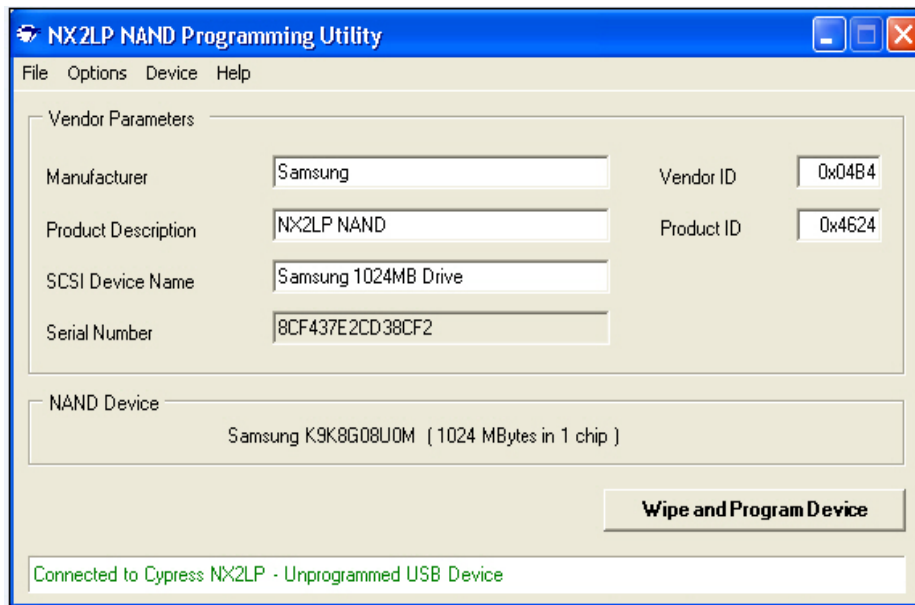 NX2LP NAND Programming Utility
File Options Device Help
Vendor Parameters
Manufacturer Samsung Vendor ID 0x04B4
Product Description NX2LP NAND Product ID 0x4624
SCSI Device Name Samsung 1024MB Drive
Serial Number 8CF437E2CD38CF2
NAND Device
Samsung K9K8G08U0M ( 1024 MBytes in 1 chip )
Wipe and Program Device
Connected to Cypress NX2LP - Unprogrammed USB Device